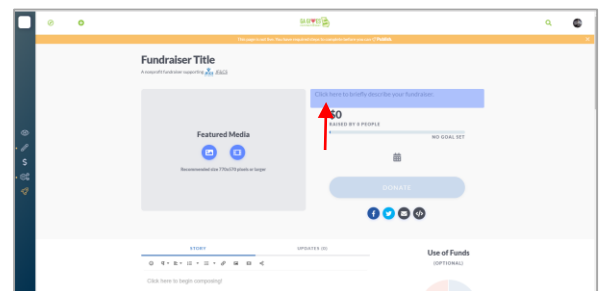 Fundraiser Title
A nonprofit fundraiser supporting
Click here to briefly describe your fundraiser.
$0
RAISED BY 0 PEOPLE
NO GOAL SET
Featured Media
Recommended size 770x429 pixels or larger
DONATE
STORY
UPDATES (0)
Use of Funds
(OPTIONAL)
Click here to begin composing!